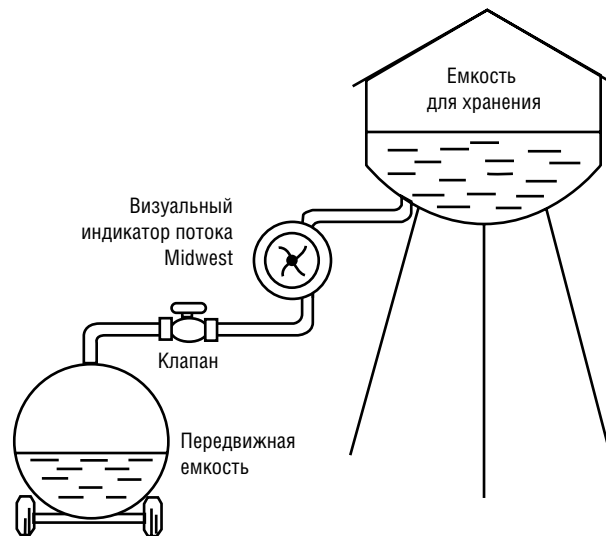 Емкость
для хранения
Визуальный
индикатор потока
Midwest
Клапан
Передвижная
емкость